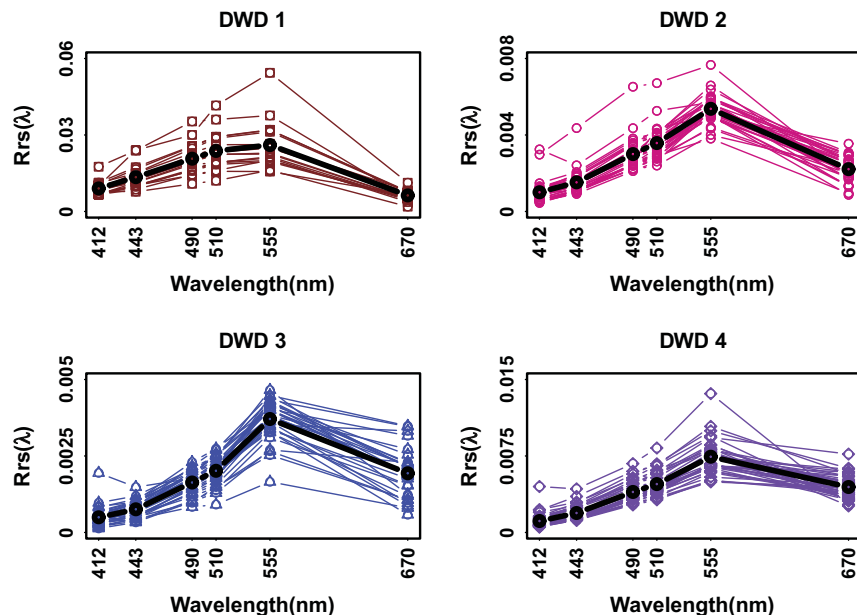 DWD 1
0.06
0.03
0
Rrs(λ)
412 443 490 510 555 670
Wavelength(nm)
DWD 2
0.008
0.004
0
Rrs(λ)
412 443 490 510 555 670
Wavelength(nm)
DWD 3
0.005
0.0025
0
Rrs(λ)
412 443 490 510 555 670
Wavelength(nm)
DWD 4
0.015
0.0075
0
Rrs(λ)
412 443 490 510 555 670
Wavelength(nm)